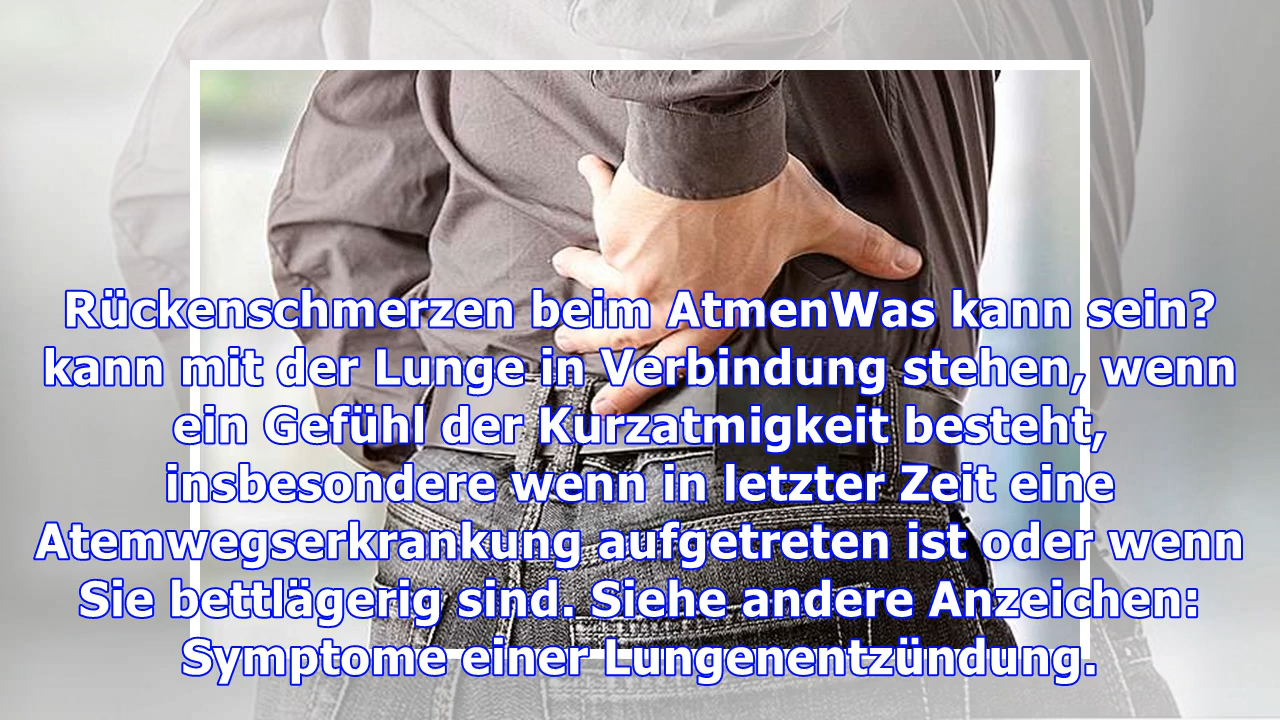 Rückenschmerzen beim AtmenWas kann sein?
kann mit der Lunge in Verbindung stehen, wenn
ein Gefühl der Kurzatmigkeit besteht,
insbesondere wenn in letzter Zeit eine
Atemwegserkrankung aufgetreten ist oder wenn
Sie bettlägerig sind. Siehe andere Anzeichen:
Symptome einer Lungenentzündung.